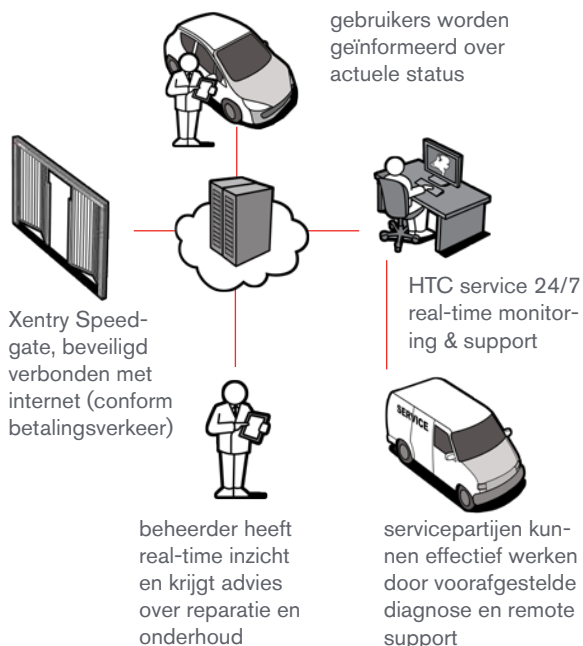 gebruikers worden
geïnformeerd over
actuele status
HTC service 24/7
real-time monitor-
ing & support
Xentry Speed-
gate, beveiligd
verbonden met
internet (conform
betalingsverkeer)
SERVICE
beheerder heeft
real-time inzicht
en krijgt advies
over reparatie en
onderhoud
servicepartijen kun-
nen effectief werken
door voorafgestelde
diagnose en remote
support